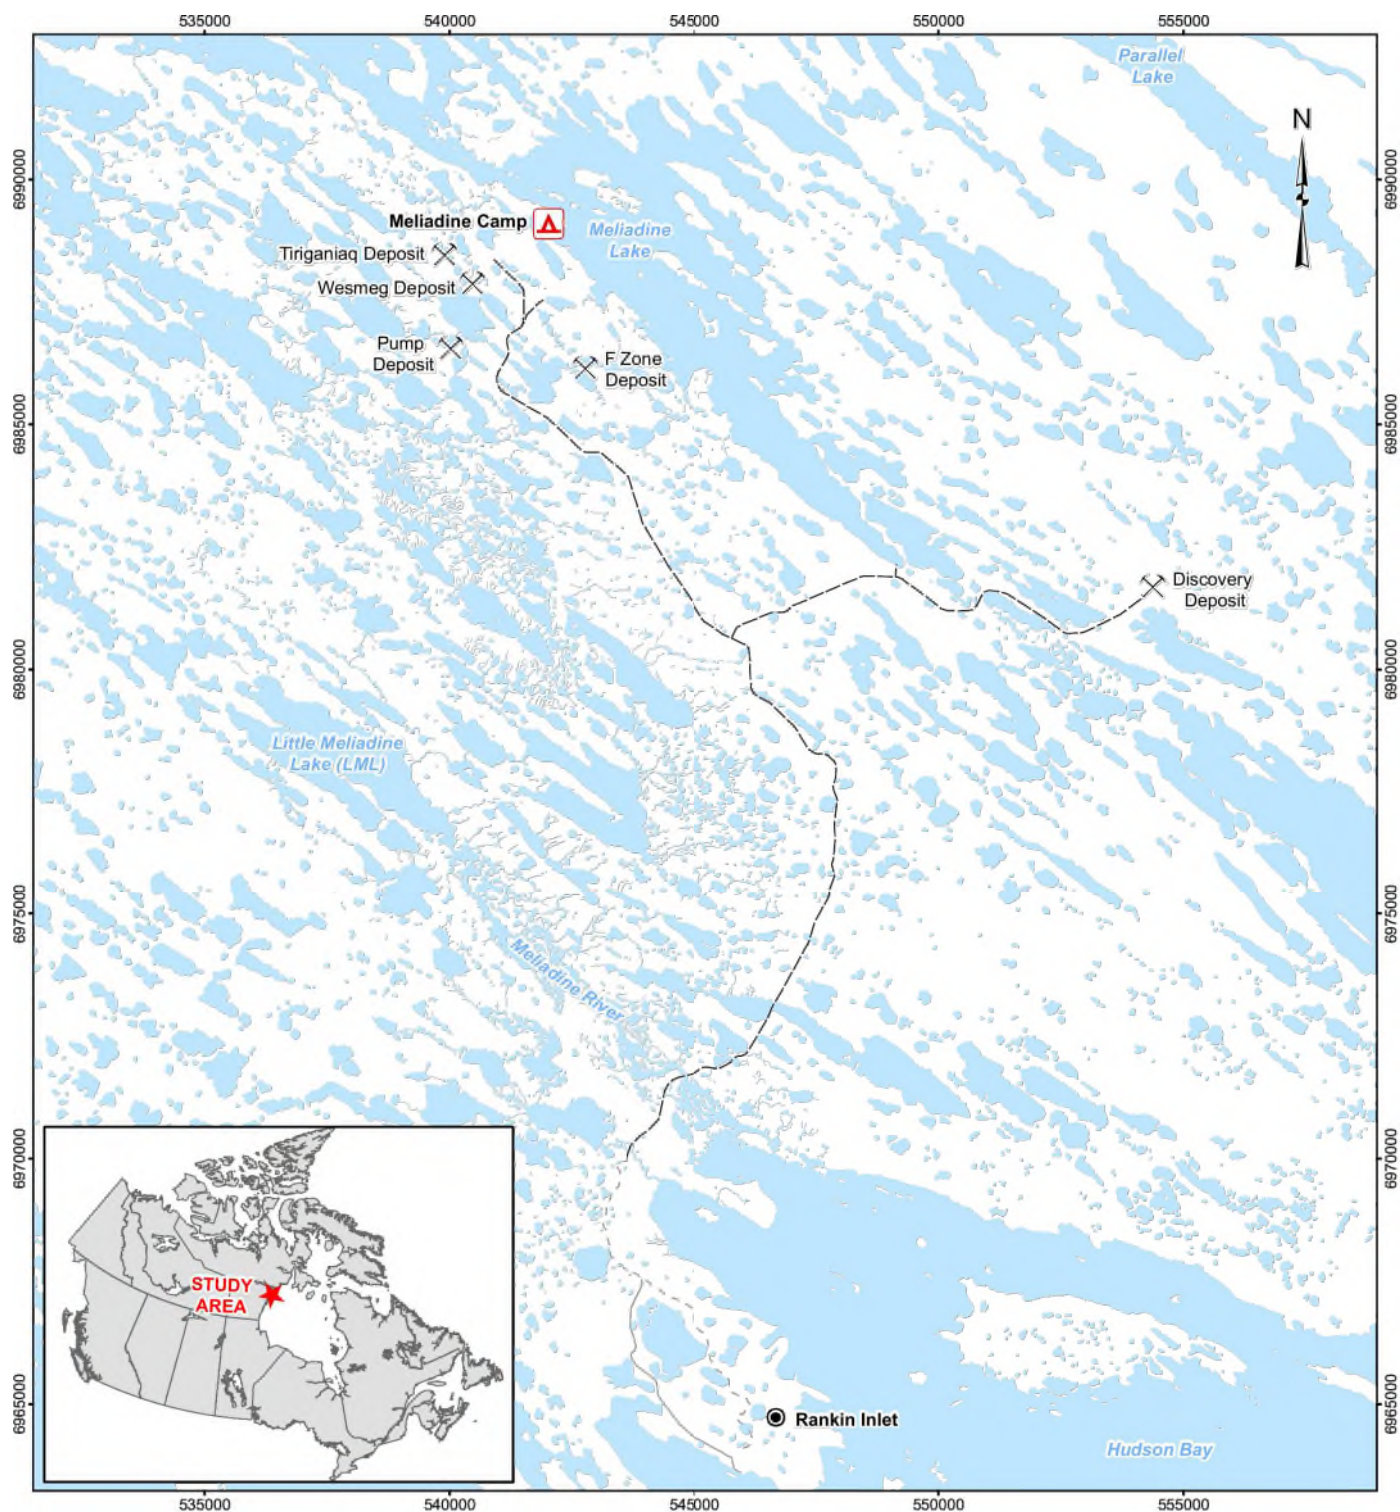 535000
540000
545000
550000
555000
Parallel
Lake
N
6990000
6990000
Meliadine Camp
Meliadine
Lake
Tiriganiaq Deposit
Wesmeg Deposit
Pump
Deposit
F Zone
Deposit
6985000
6985000
Discovery
Deposit
6980000
6980000
Little Meliadine
Lake (LML)
6975000
6975000
Meliadine River
6970000
6970000
STUDY
AREA
6965000
6965000
Rankin Inlet
Hudson Bay
535000
540000
545000
550000
555000